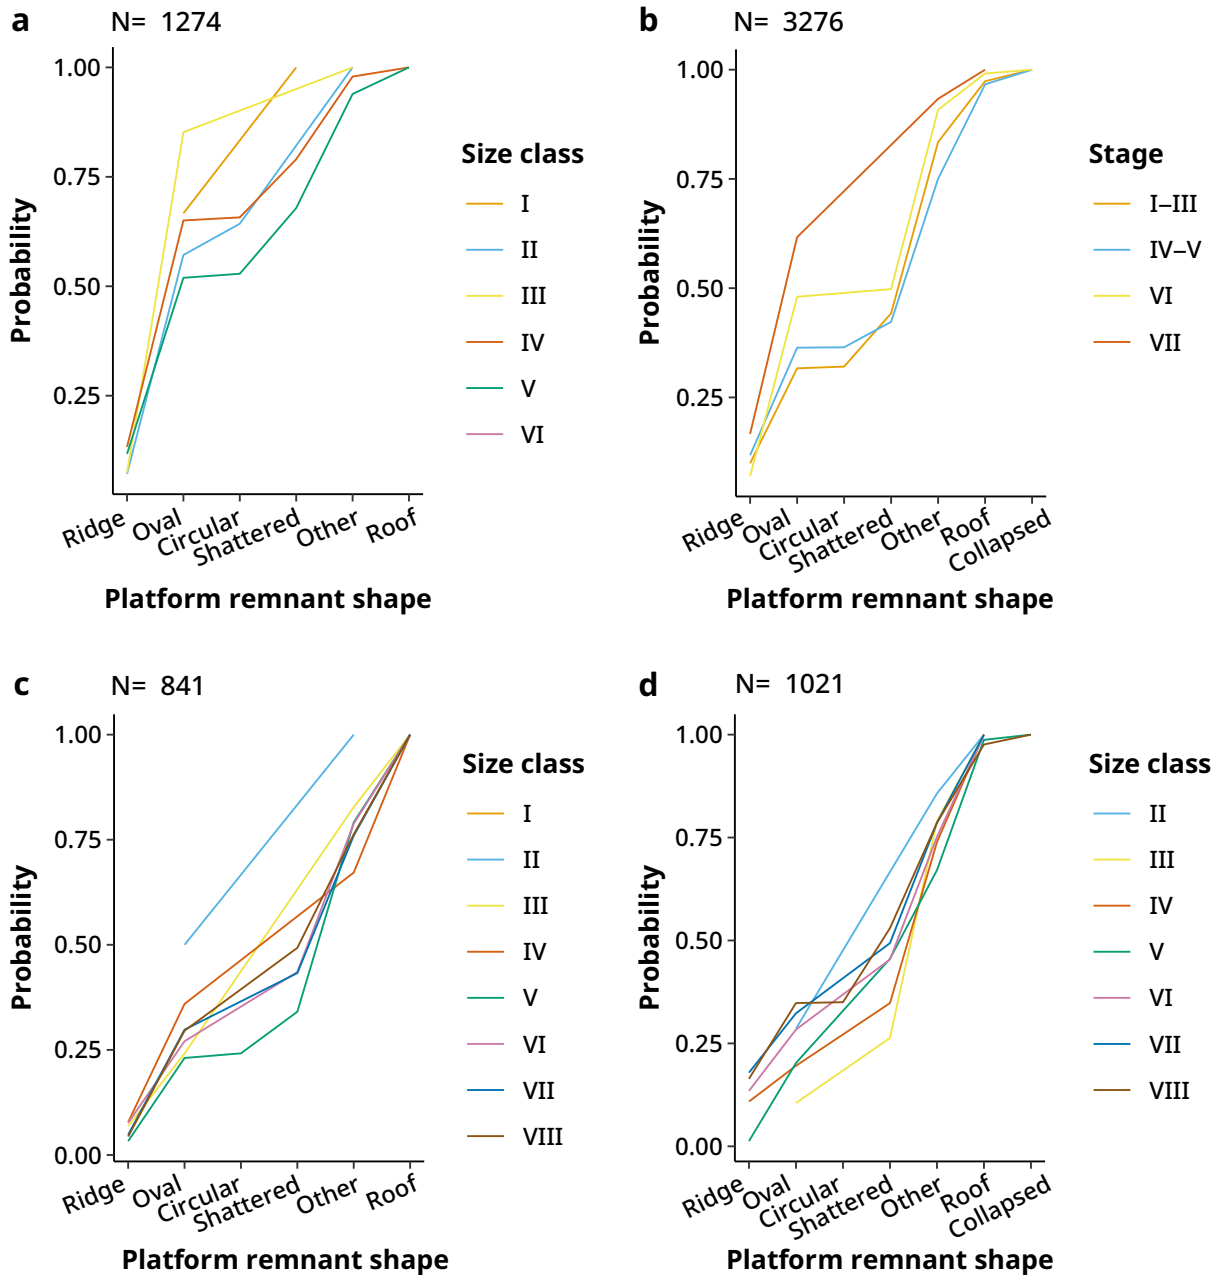 a N= 1274
1.00
0.75
0.50
0.25
Probability
Ridge Oval Circular Shattered Other Roof
Platform remnant shape
Size class
I
II
III
IV
V
VI
b N= 3276
1.00
0.75
0.50
0.25
Probability
Ridge Oval Circular Shattered Other Roof Collapsed
Platform remnant shape
Stage
I–III
IV–V
VI
VII
c N= 841
1.00
0.75
0.50
0.25
0.00
Probability
Ridge Oval Circular Shattered Other Roof
Platform remnant shape
Size class
I
II
III
IV
V
VI
VII
VIII
d N= 1021
1.00
0.75
0.50
0.25
0.00
Probability
Ridge Oval Circular Shattered Other Roof Collapsed
Platform remnant shape
Size class
II
III
IV
V
VI
VII
VIII